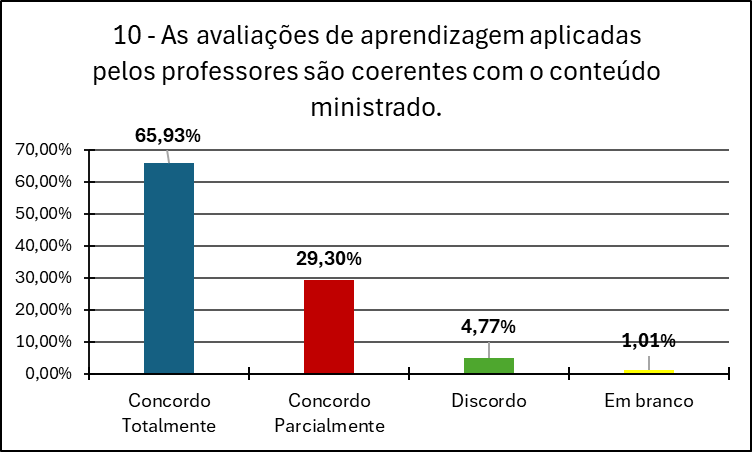 10 - As avaliações de aprendizagem aplicadas
pelos professores são coerentes com o conteúdo
ministrado.
65,93%
70,00%
60,00%
50,00%
40,00%
29,30%
30,00%
20,00%
4,77%
1,01%
10,00%
0,00%
Concordo Totalmente
Concordo Parcialmente
Discordo
Em branco